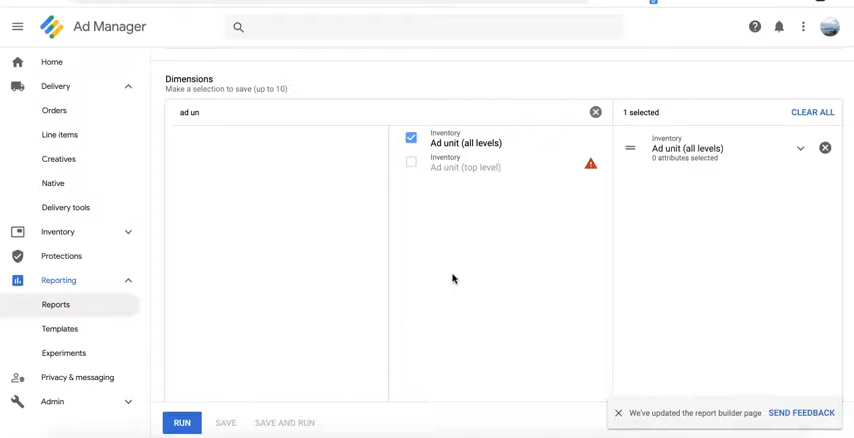 Ad Manager
Home
Delivery
Orders
Line items
Creatives
Native
Delivery tools
Inventory
Protections
Reporting
Reports
Templates
Experiments
Privacy & messaging
Admin
Dimensions
Make a selection to save (up to 10)
ad un
Inventory
Ad unit (all levels)
Inventory
Ad unit (top level)
1 selected
CLEAR ALL
Inventory
Ad unit (all levels)
0 attributes selected
RUN
SAVE
SAVE AND RUN
We've updated the report builder page
SEND FEEDBACK